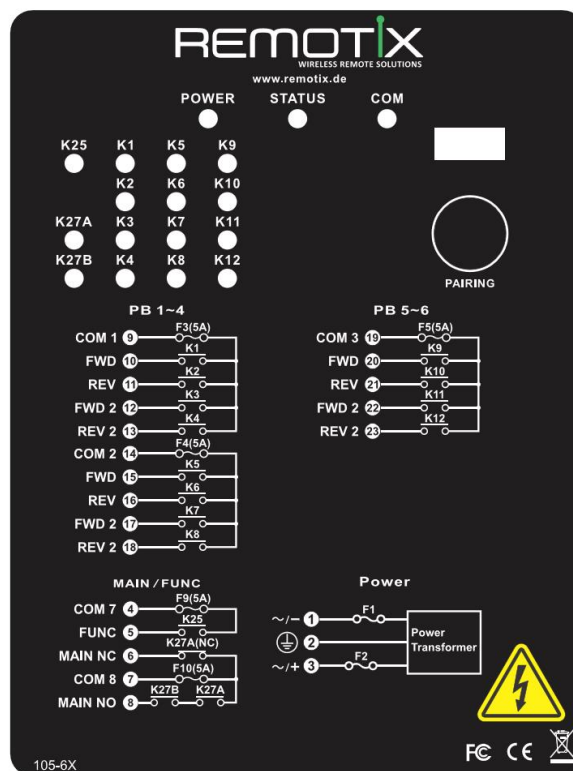 REMOTIX
WIRELESS REMOTE SOLUTIONS
www.remotix.de
POWER STATUS COM
K25 K1 K5 K9
K2 K6 K10
K27A K3 K7 K11
K27B K4 K8 K12
PAIRING
PB 1~4
COM 1 9 F3(5A)
FWD 10 K1
REV 11 K2
FWD 2 12 K3
REV 2 13 K4
COM 2 14 F4(5A)
FWD 15 K5
REV 16 K6
FWD 2 17 K7
REV 2 18 K8
PB 5~6
COM 3 19 F5(5A)
FWD 20 K9
REV 21 K10
FWD 2 22 K11
REV 2 23 K12
MAIN / FUNC
COM 7 4 F9(5A)
FUNC 5 K25
MAIN NC 6 K27A(NC)
COM 8 7 F10(5A)
MAIN NO 8 K27B K27A
Power
~/− 1 F1
2
~/+ 3 F2
Power
Transformer
FC CE
105-6X